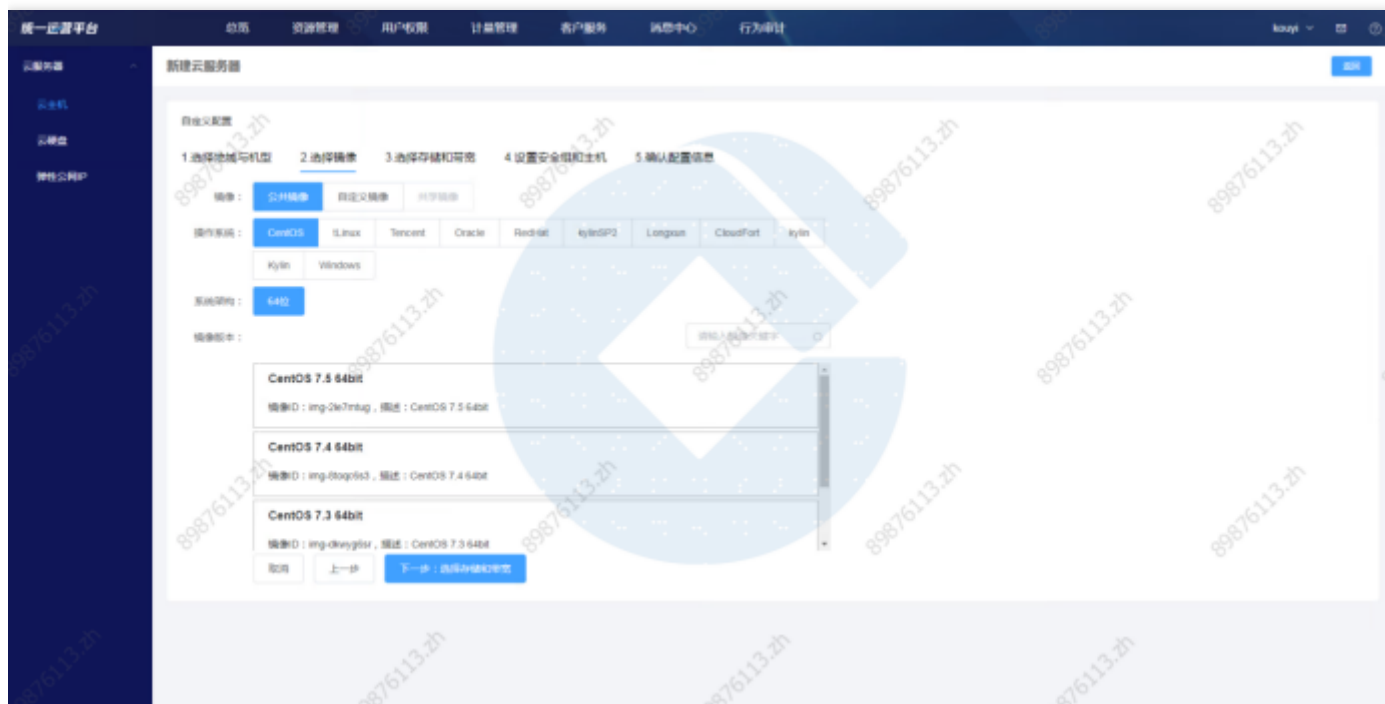 统一运营平台 总览 资源管理 用户权限 计量管理 客户服务 消息中心 行为审计 kouyi
云服务器 新建云服务器 返回
云主机
云硬盘
弹性公网IP
自定义配置
1.选择地域与机型 2.选择镜像 3.选择存储和带宽 4.设置安全组和主机 5.确认配置信息
镜像： 公共镜像 自定义镜像 共享镜像
操作系统： CentOS Tencent Oracle RedHat kylinSP2 Longxun CloudFort kylin
Kylin Windows
系统架构： 64位
镜像版本： 请输入镜像关键字
CentOS 7.5 64bit
镜像ID：img-2le7mtug，描述：CentOS 7.5 64bit
CentOS 7.4 64bit
镜像ID： 描述：CentOS 7.4 64bit
CentOS 7.3 64bit
镜像ID： 描述：CentOS 7.3 64bit
取消 上一步 下一步：选择存储和带宽
89876113.zh